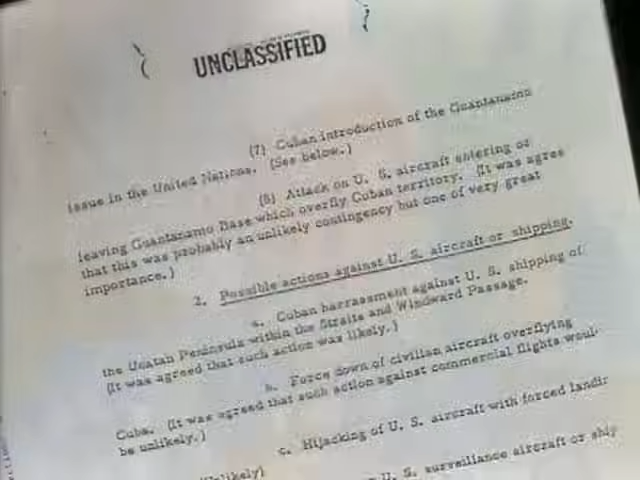 UNCLASSIFIED
(7) Cuban introduction of the Guantanamo
issue in the United Nations. (See below.)
(8) Attack on U. S. aircraft entering or
leaving Guantanamo Base which overfly Cuban territory. (It was agree
that this was probably an unlikely contingency but one of very great
importance.)
2. Possible actions against U. S. aircraft or shipping.
a. Cuban harrassment against U. S. shipping of
the Ucatan Peninsula within the Straits and Windward Passage.
(It was agreed that such action was likely.)
b. Force down of civilian aircraft overflying
Cuba. (It was agreed that such action against commercial flights woul
be unlikely.)
c. Hijacking of U. S. aircraft with forced landir
(Unlikely)
U. S. surveillance aircraft or ship